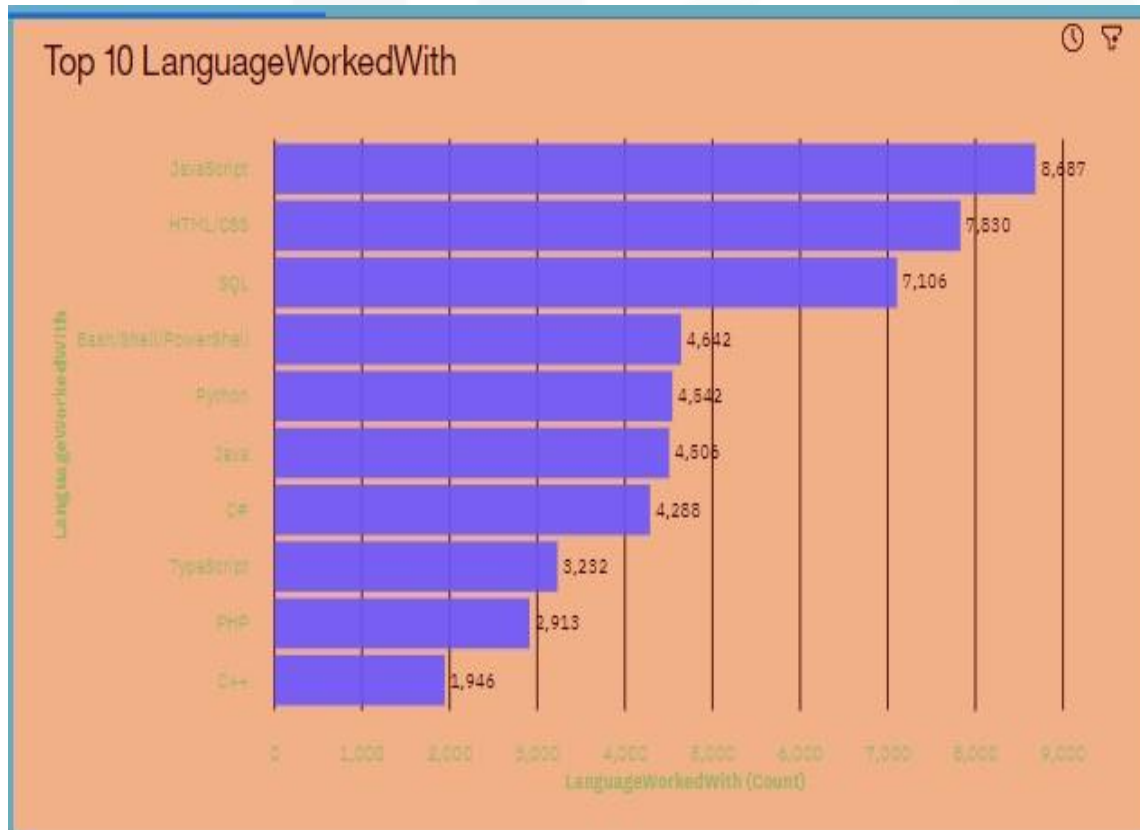 Top 10 LanguageWorkedWith
LanguageWorkedWith
JavaScript 8,687
HTML/CSS 7,830
SQL 7,106
Bash/Shell/PowerShell 4,642
Python 4,542
Java 4,506
C# 4,288
TypeScript 3,232
PHP 2,913
C++ 1,946
0 1,000 2,000 3,000 4,000 5,000 6,000 7,000 8,000 9,000
LanguageWorkedWith (Count)